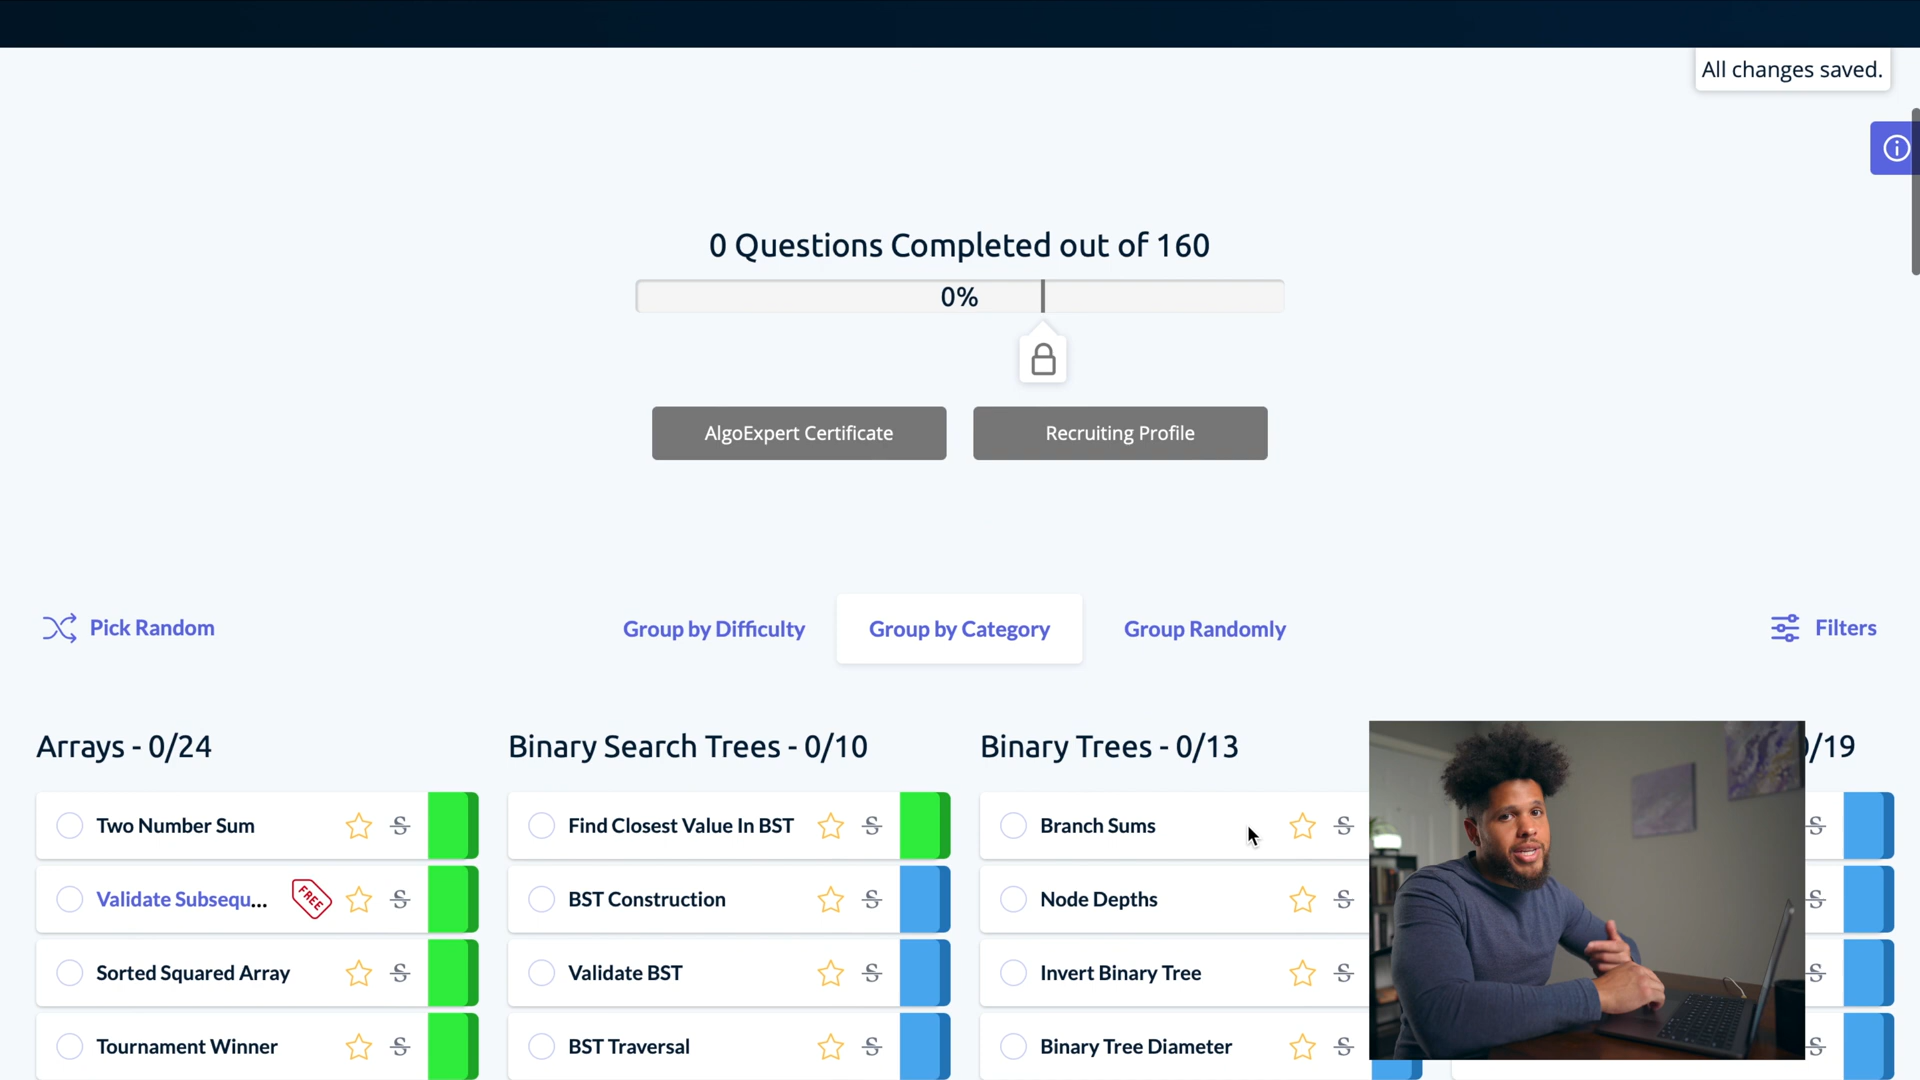 All changes saved.
0 Questions Completed out of 160
0%
AlgoExpert Certificate
Recruiting Profile
Pick Random
Group by Difficulty
Group by Category
Group Randomly
Filters
Arrays - 0/24
Binary Search Trees - 0/10
Binary Trees - 0/13
/19
Two Number Sum
Find Closest Value In BST
Branch Sums
Validate Subsequ...
FREE
BST Construction
Node Depths
Sorted Squared Array
Validate BST
Invert Binary Tree
Tournament Winner
BST Traversal
Binary Tree Diameter